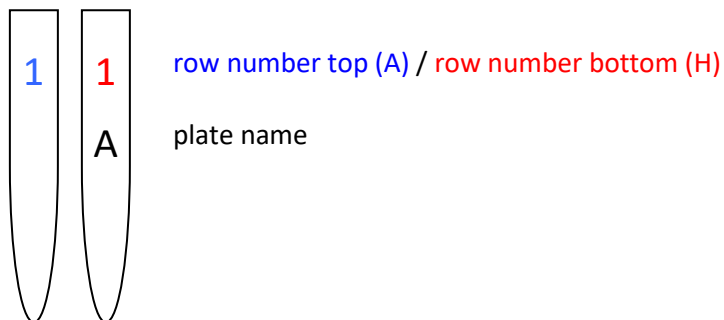 1 1 row number top (A) / row number bottom (H)
A plate name